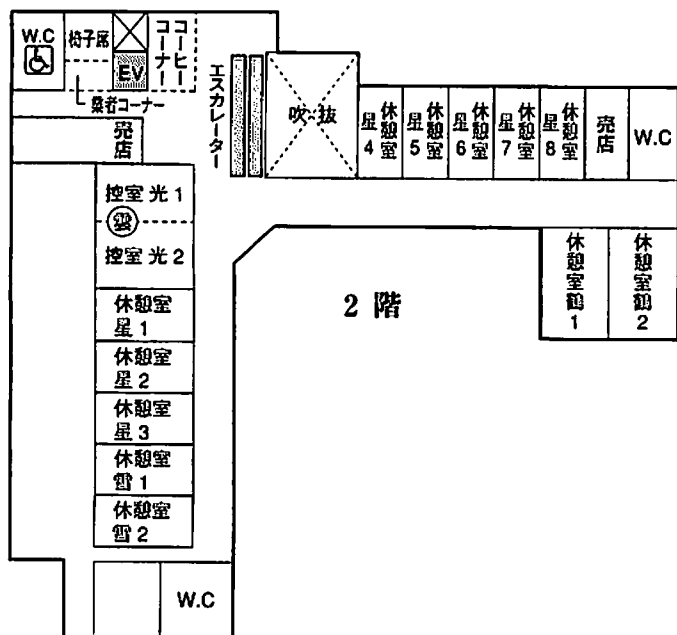 W.C
椅子席
EV
コーヒーコーナー
業者コーナー
売店
エスカレーター
吹抜
休憩室 星4
休憩室 星5
休憩室 星6
休憩室 星7
休憩室 星8
売店
W.C
控室 光1
控室 光2
休憩室 星1
休憩室 星2
休憩室 星3
休憩室 雪1
休憩室 雪2
2 階
休憩室鶴1
休憩室鶴2
W.C